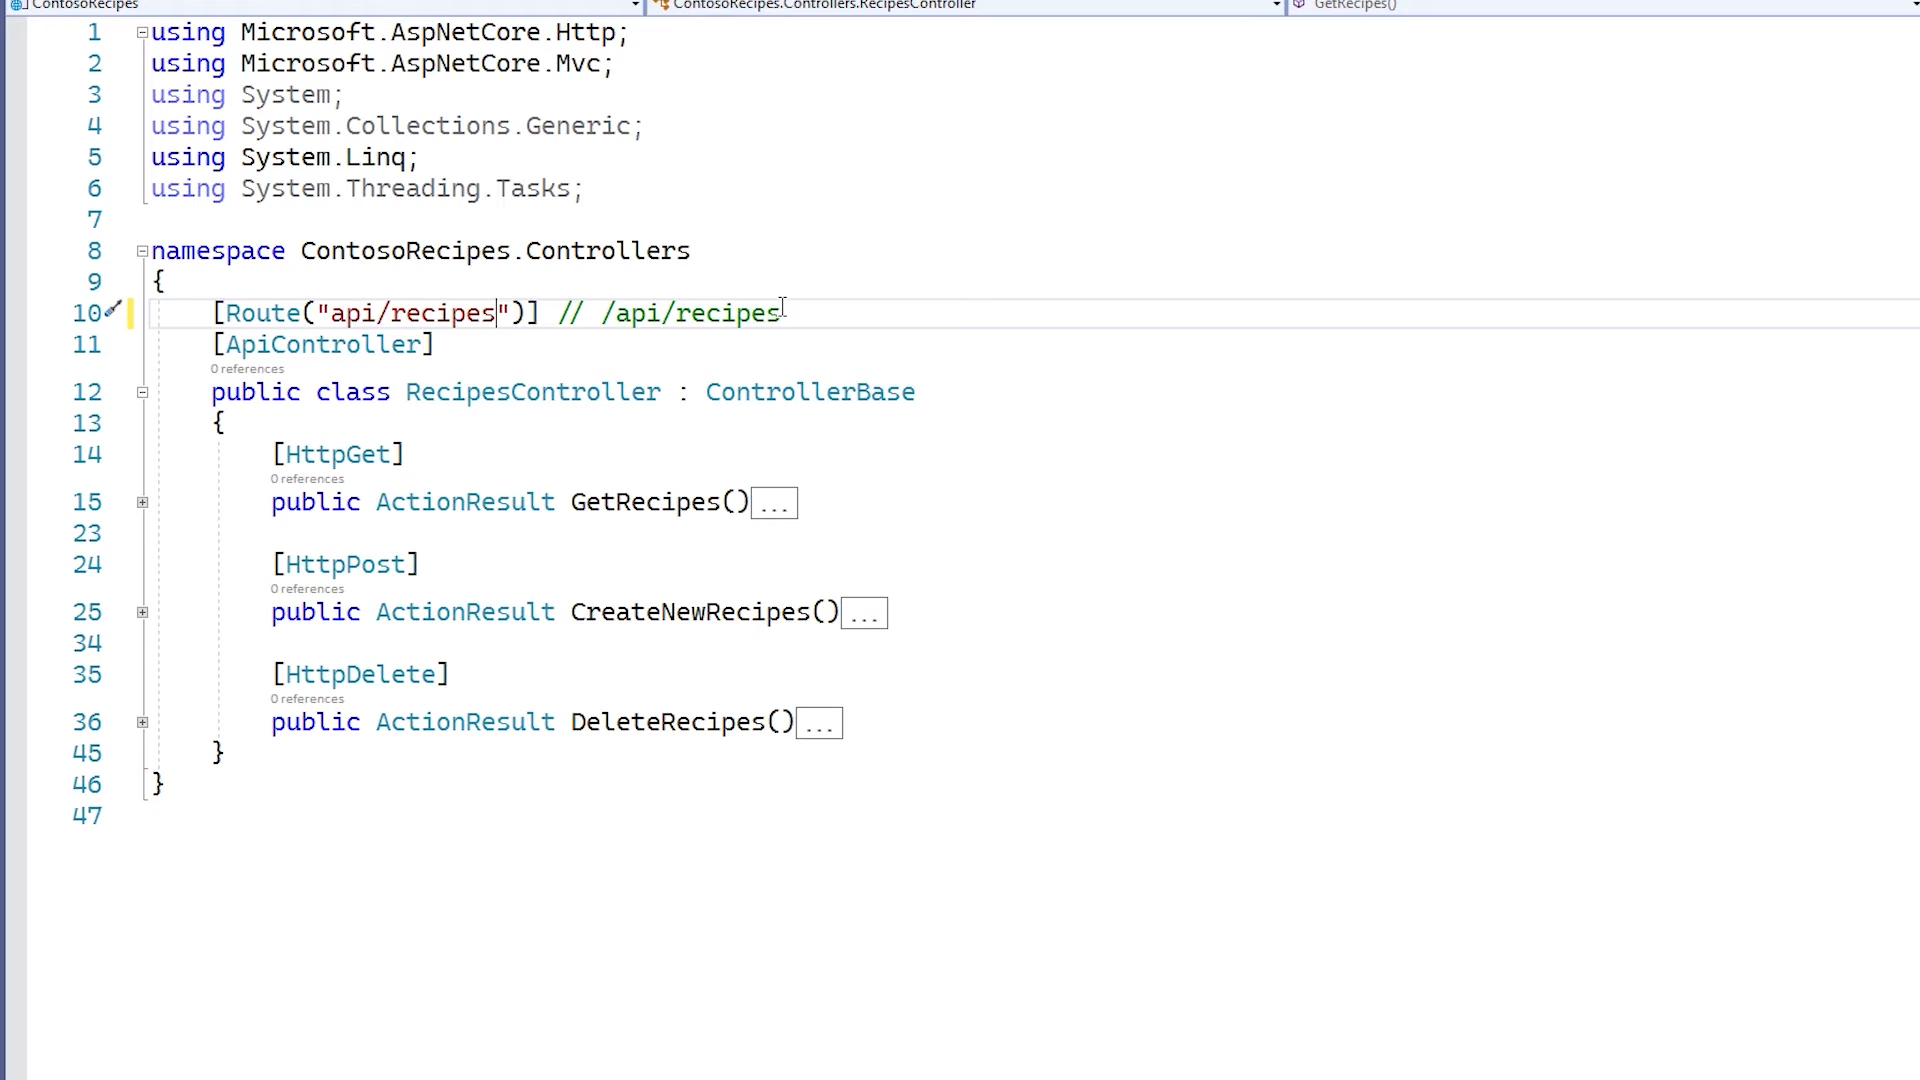 ContosoRecipes ContosoRecipes.Controllers.RecipesController GetRecipes()
1 using Microsoft.AspNetCore.Http;
2 using Microsoft.AspNetCore.Mvc;
3 using System;
4 using System.Collections.Generic;
5 using System.Linq;
6 using System.Threading.Tasks;
7
8 namespace ContosoRecipes.Controllers
9 {
10 [Route("api/recipes")] // /api/recipes
11 [ApiController]
0 references
12 public class RecipesController : ControllerBase
13 {
14 [HttpGet]
0 references
15 public ActionResult GetRecipes()...
23
24 [HttpPost]
0 references
25 public ActionResult CreateNewRecipes()...
34
35 [HttpDelete]
0 references
36 public ActionResult DeleteRecipes()...
45 }
46 }
47